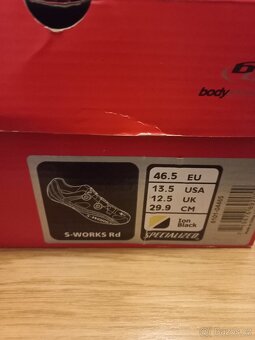 body
46.5 EU
13.5 USA
12.5 UK
29.9 CM
Ion
Black
SPECIALIZED
S-WORKS Rd